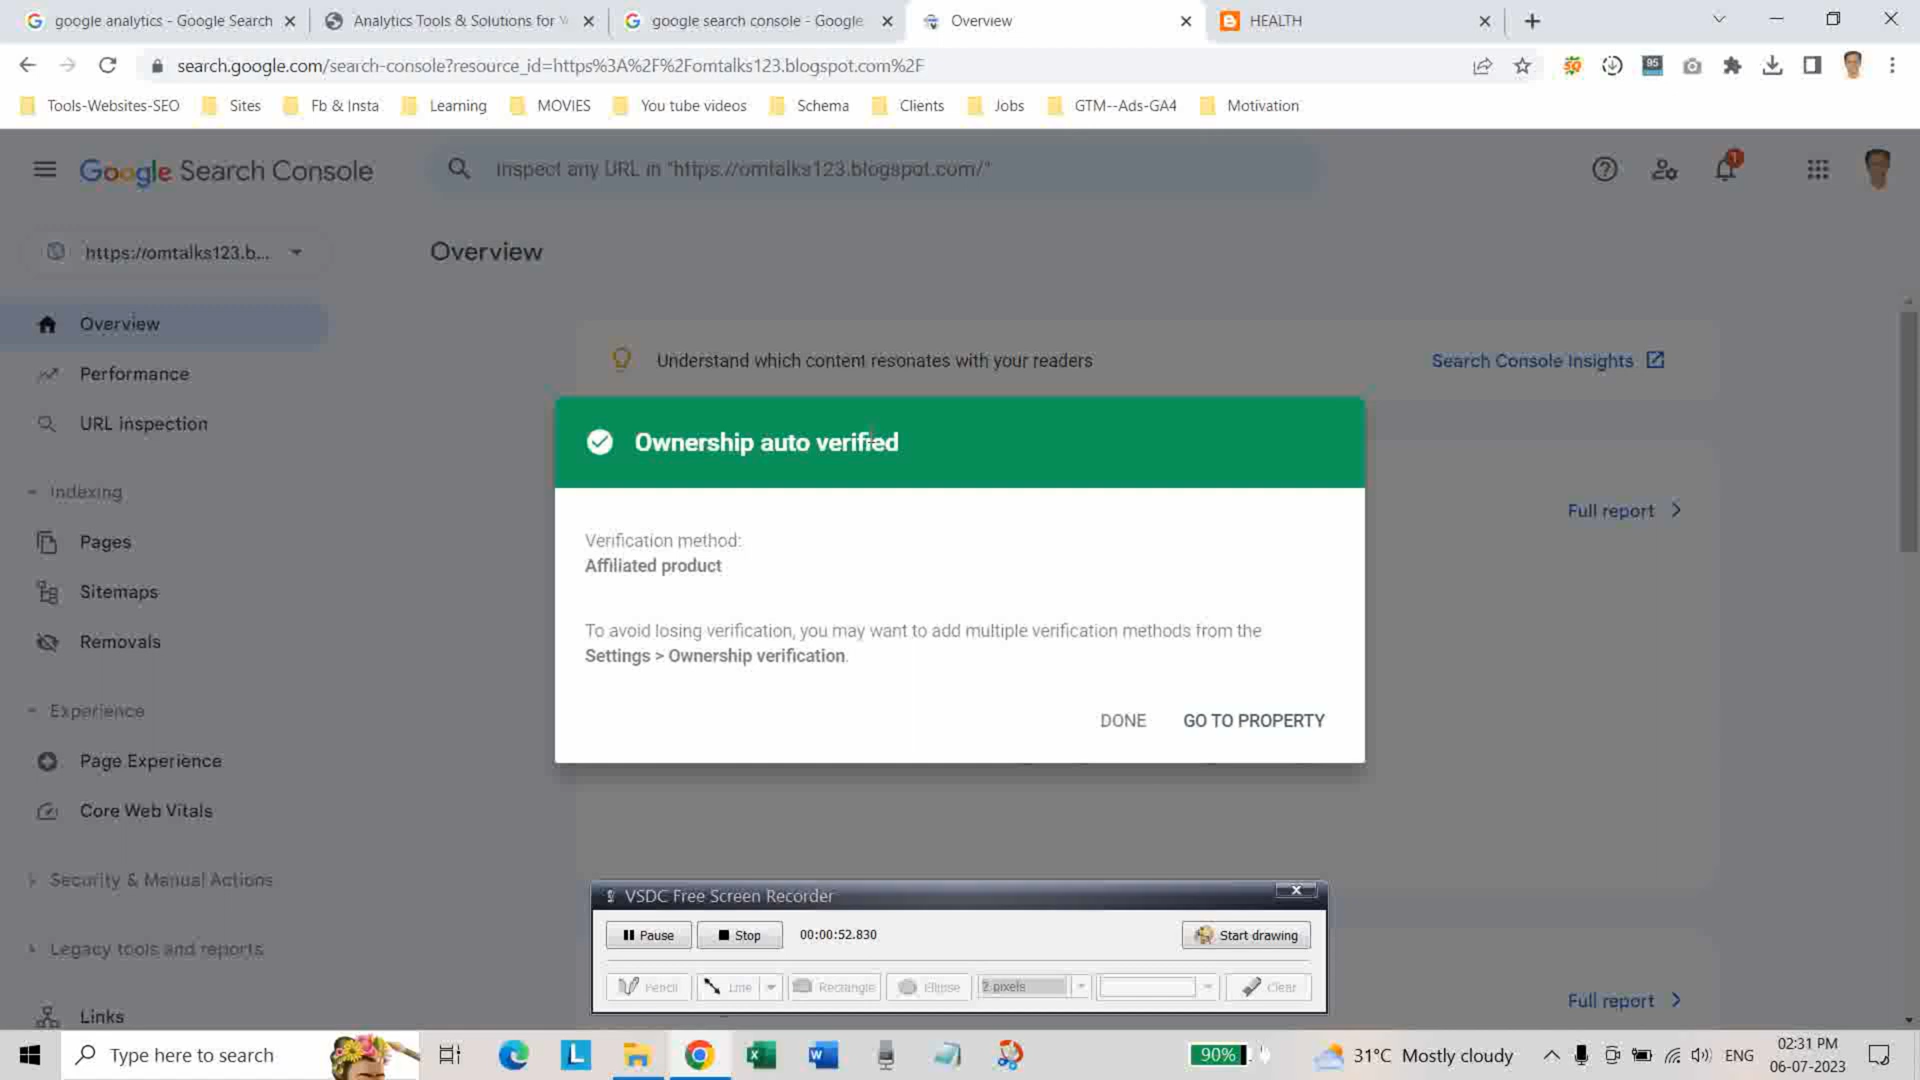 google analytics - Google Search
Analytics Tools & Solutions for
google search console - Google
Overview
HEALTH
search.google.com/search-console?resource_id=https%3A%2F%2Fomtalks123.blogspot.com%2F
95
Tools-Websites-SEO
Sites
Fb & Insta
Learning
MOVIES
You tube videos
Schema
Clients
Jobs
GTM--Ads-GA4
Motivation
Google Search Console
Inspect any URL in "https://omtalks123.blogspot.com/"
1
https://omtalks123.b...
Overview
Overview
Performance
URL inspection
Indexing
Pages
Sitemaps
Removals
Experience
Page Experience
Core Web Vitals
Security & Manual Actions
Legacy tools and reports
Links
Understand which content resonates with your readers
Search Console Insights
Full report
Ownership auto verified
Verification method:
Affiliated product
To avoid losing verification, you may want to add multiple verification methods from the
Settings > Ownership verification.
DONE
GO TO PROPERTY
Full report
VSDC Free Screen Recorder
Pause
Stop
00:00:52.830
Start drawing
Pencil
Line
Rectangle
Ellipse
2 pixels
Clear
Type here to search
90%
31°C Mostly cloudy
ENG
02:31 PM
06-07-2023